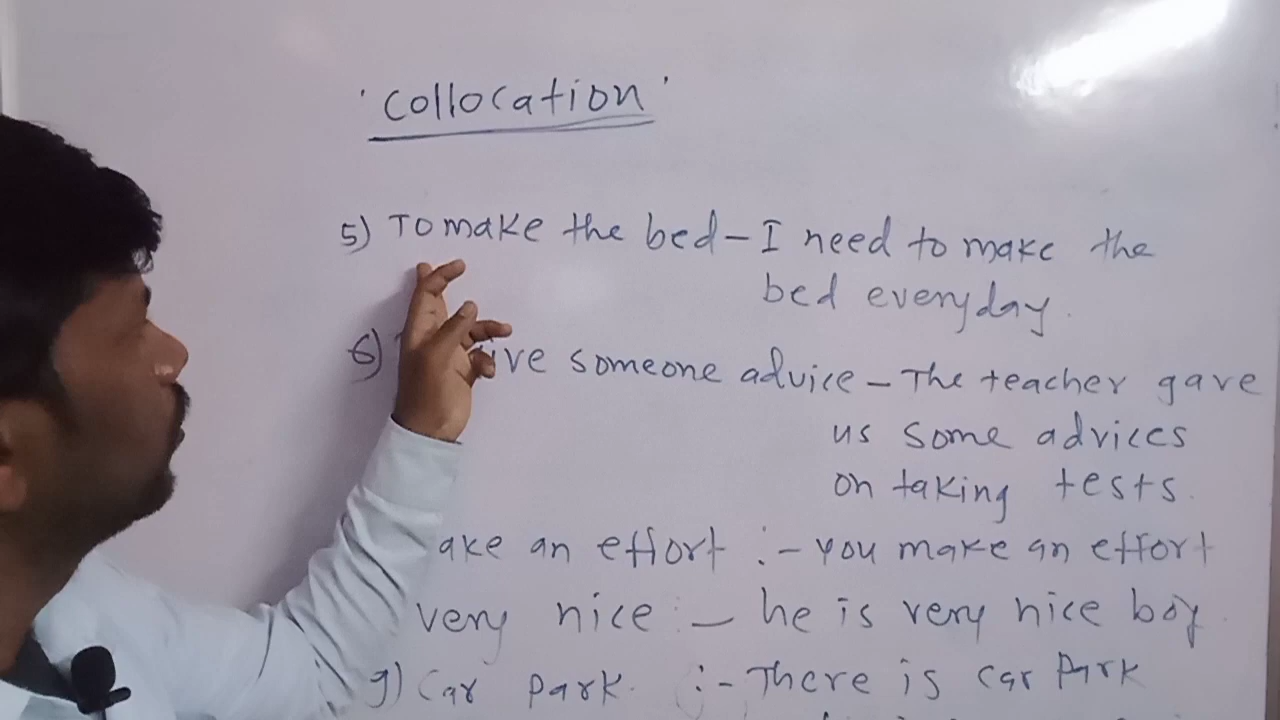 'Collocation'
5) To make the bed - I need to make the
bed everyday.
6) someone advice - The teacher gave
us some advices
on taking tests.
ake an effort :- you make an effort
very nice :- he is very nice boy
9) Car park. :- There is car park